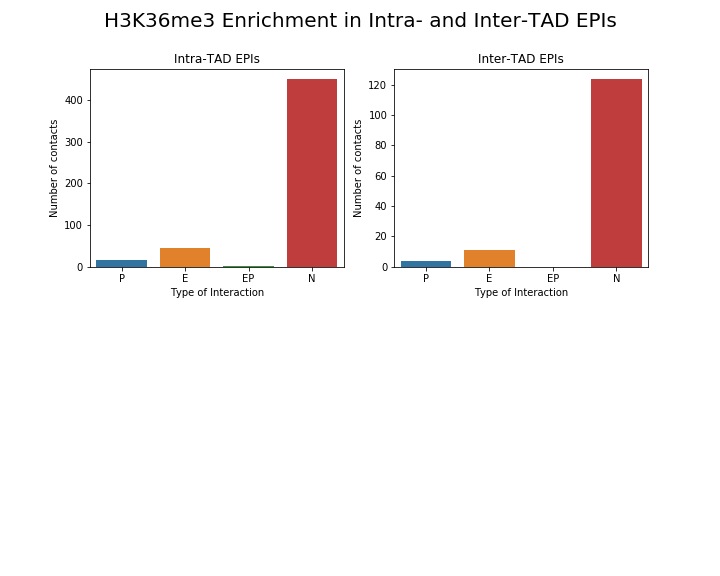 H3K36me3 Enrichment in Intra- and Inter-TAD EPIs
Intra-TAD EPIs
Number of contacts
400
300
200
100
0
P E EP N
Type of Interaction
Inter-TAD EPIs
Number of contacts
120
100
80
60
40
20
0
P E EP N
Type of Interaction